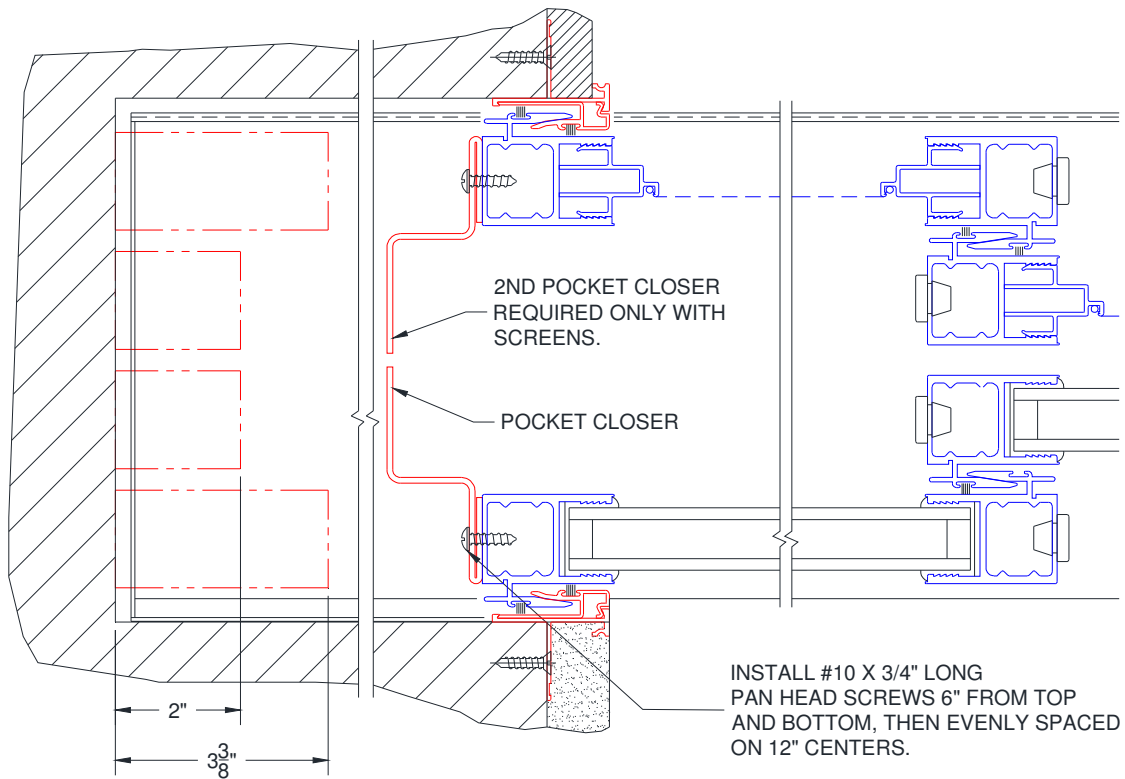 2ND POCKET CLOSER
REQUIRED ONLY WITH
SCREENS.
POCKET CLOSER
INSTALL #10 X 3/4" LONG
PAN HEAD SCREWS 6" FROM TOP
AND BOTTOM, THEN EVENLY SPACED
ON 12" CENTERS.
2"
3 3/8"